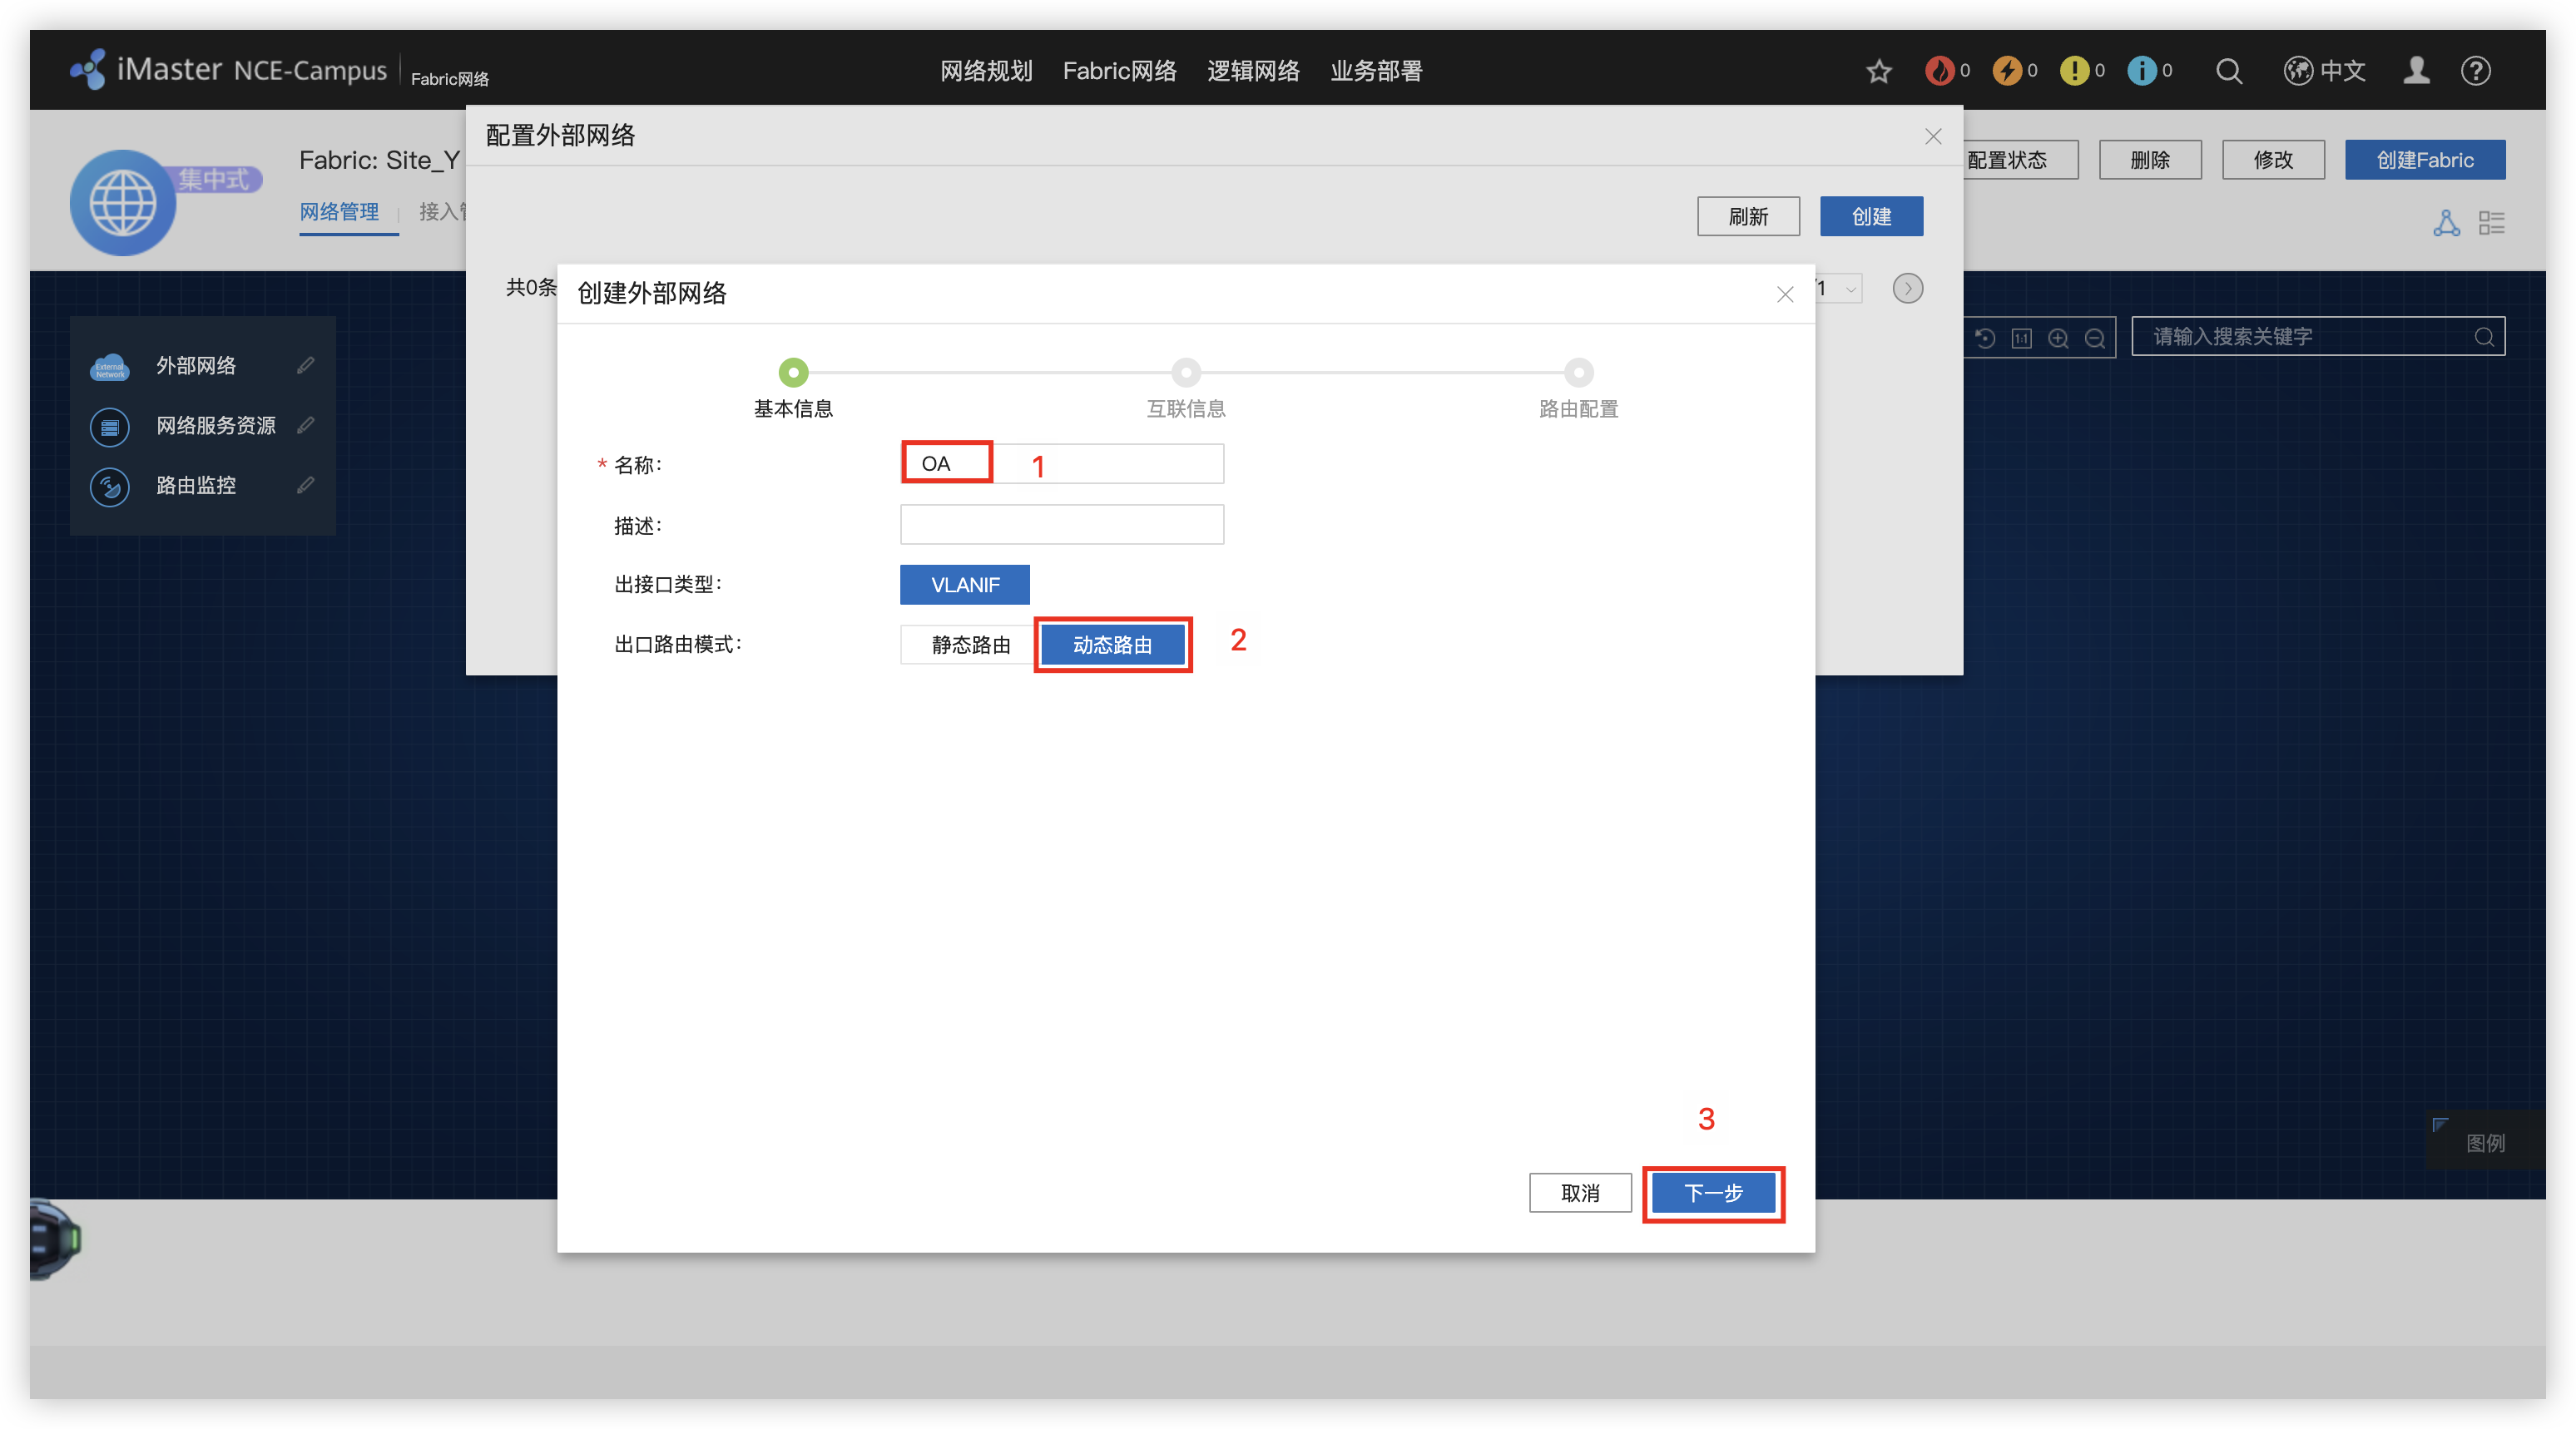 iMaster NCE-Campus Fabric网络 网络规划 Fabric网络 逻辑网络 业务部署 0 0 0 0 中文
配置外部网络
集中式 Fabric: Site_Y 配置状态 删除 修改 创建Fabric
网络管理 接入
刷新 创建
共0条
创建外部网络
/1
1:1 请输入搜索关键字
External Network 外部网络
网络服务资源
路由监控
基本信息 互联信息 路由配置
* 名称: OA 1
描述:
出接口类型: VLANIF
出口路由模式: 静态路由 动态路由 2
3
图例
取消 下一步